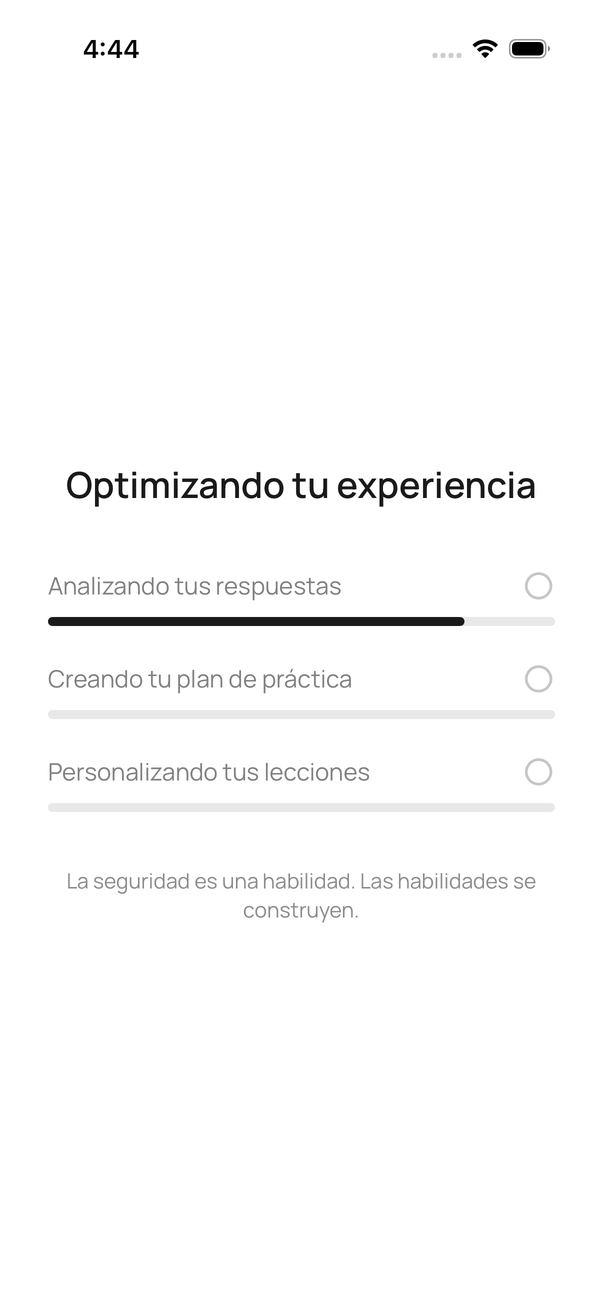 4:44
Optimizando tu experiencia
Analizando tus respuestas
Creando tu plan de práctica
Personalizando tus lecciones
La seguridad es una habilidad. Las habilidades se
construyen.